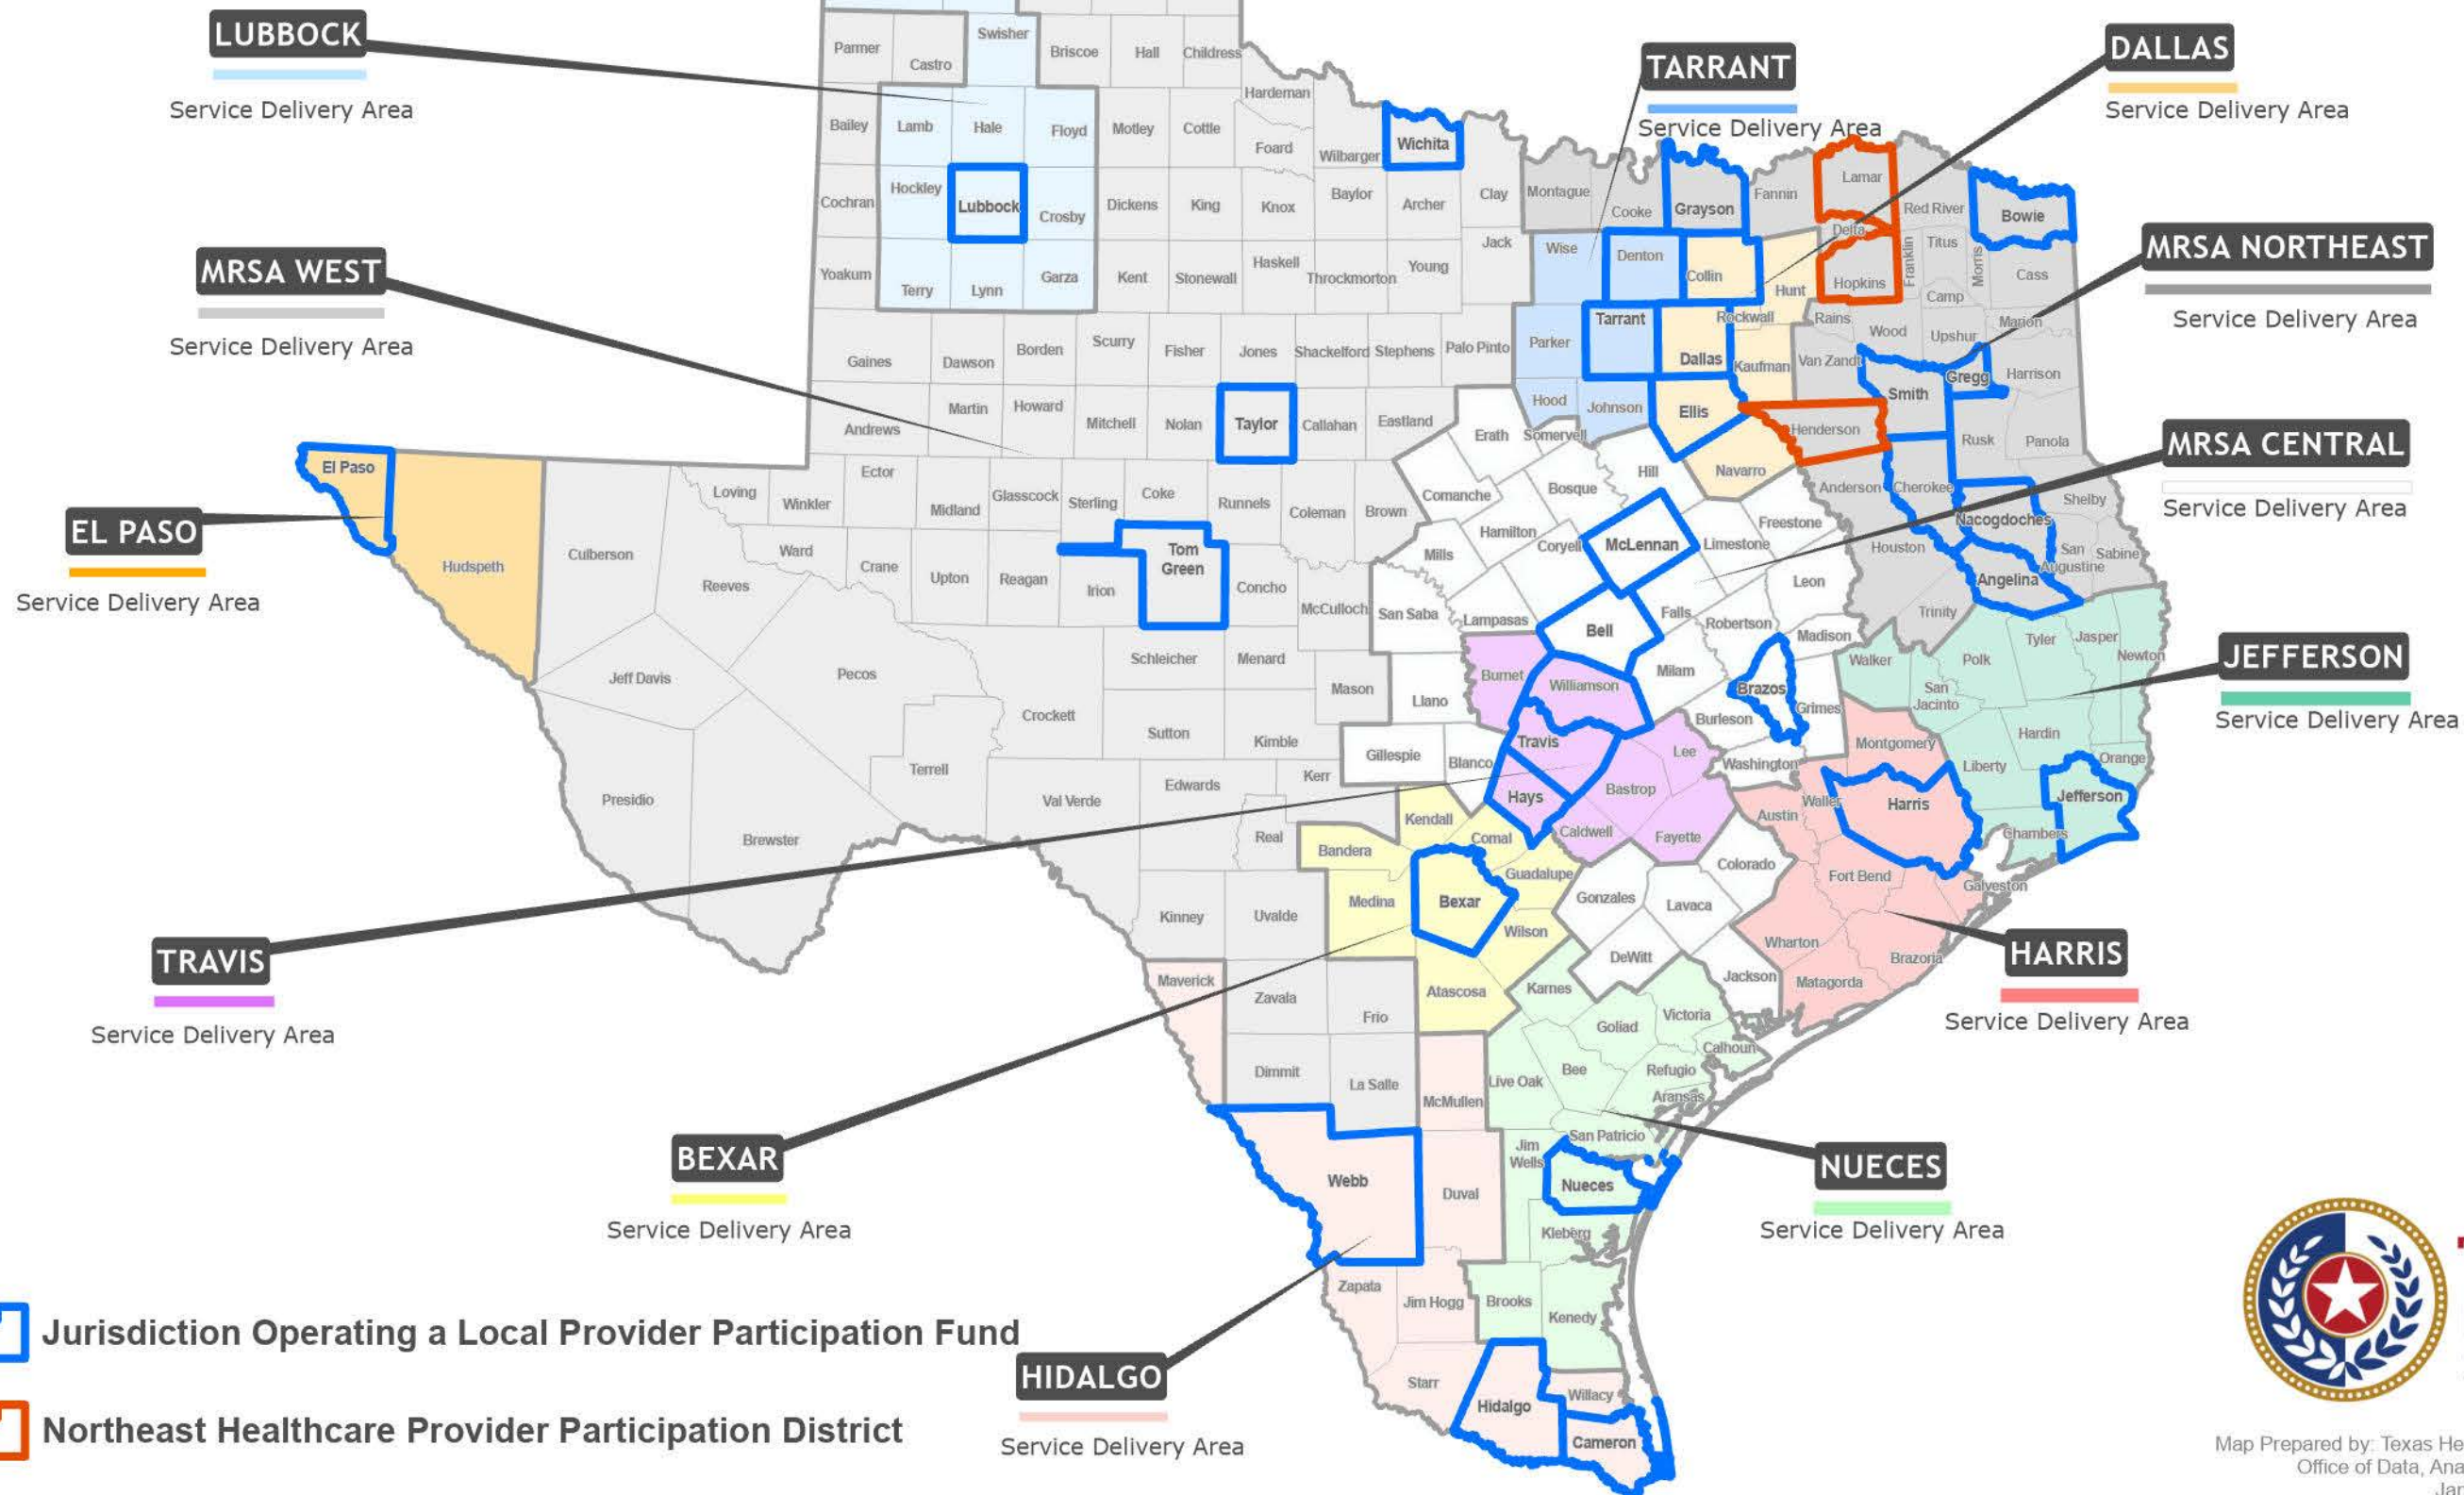 LUBBOCK
Service Delivery Area
TARRANT
Service Delivery Area
DALLAS
Service Delivery Area
MRSA WEST
Service Delivery Area
MRSA NORTHEAST
Service Delivery Area
MRSA CENTRAL
Service Delivery Area
EL PASO
Service Delivery Area
JEFFERSON
Service Delivery Area
TRAVIS
Service Delivery Area
HARRIS
Service Delivery Area
BEXAR
Service Delivery Area
NUECES
Service Delivery Area
HIDALGO
Service Delivery Area
Swisher
Parmer
Castro
Briscoe
Hall
Childress
Hardeman
Bailey
Lamb
Hale
Floyd
Motley
Cottle
Foard
Wilbarger
Wichita
Cochran
Hockley
Lubbock
Crosby
Dickens
King
Knox
Baylor
Archer
Clay
Montague
Cooke
Grayson
Fannin
Lamar
Red River
Bowie
Delta
Yoakum
Terry
Lynn
Garza
Kent
Stonewall
Haskell
Throckmorton
Young
Jack
Wise
Denton
Collin
Hunt
Hopkins
Franklin
Titus
Morris
Camp
Cass
Gaines
Dawson
Borden
Scurry
Fisher
Jones
Shackelford
Stephens
Palo Pinto
Parker
Tarrant
Dallas
Rockwall
Kaufman
Rains
Wood
Upshur
Marion
Van Zandt
Smith
Gregg
Harrison
Andrews
Martin
Howard
Mitchell
Nolan
Taylor
Callahan
Eastland
Erath
Hood
Somervell
Johnson
Ellis
Henderson
Rusk
Panola
El Paso
Hudspeth
Culberson
Loving
Winkler
Ector
Midland
Glasscock
Sterling
Coke
Runnels
Coleman
Brown
Comanche
Bosque
Hill
Navarro
Anderson
Cherokee
Shelby
Nacogdoches
Reeves
Ward
Crane
Upton
Reagan
Irion
Tom
Green
Concho
McCulloch
San Saba
Mills
Hamilton
Coryell
McLennan
Limestone
Freestone
Leon
Houston
San
Augustine
Sabine
Angelina
Trinity
Lampasas
Bell
Falls
Robertson
Madison
Walker
Polk
Tyler
Jasper
Newton
Jeff Davis
Pecos
Crockett
Schleicher
Menard
Mason
Llano
Burnet
Williamson
Milam
Brazos
Grimes
Burleson
San
Jacinto
Hardin
Orange
Presidio
Brewster
Terrell
Val Verde
Sutton
Kimble
Edwards
Kerr
Gillespie
Blanco
Travis
Hays
Lee
Bastrop
Washington
Montgomery
Liberty
Jefferson
Real
Kendall
Comal
Caldwell
Fayette
Austin
Waller
Harris
Chambers
Bandera
Guadalupe
Colorado
Fort Bend
Galveston
Kinney
Uvalde
Medina
Bexar
Wilson
Gonzales
Lavaca
Wharton
Brazoria
Maverick
Zavala
Frio
Atascosa
Karnes
DeWitt
Jackson
Matagorda
Goliad
Victoria
Calhoun
Dimmit
La Salle
McMullen
Live Oak
Bee
Refugio
Aransas
Webb
Duval
Jim
Wells
San Patricio
Nueces
Kleberg
Zapata
Jim Hogg
Brooks
Kenedy
Starr
Hidalgo
Willacy
Cameron
Jurisdiction Operating a Local Provider Participation Fund
Northeast Healthcare Provider Participation District
Map Prepared by: Texas He
Office of Data, Ana
Jan